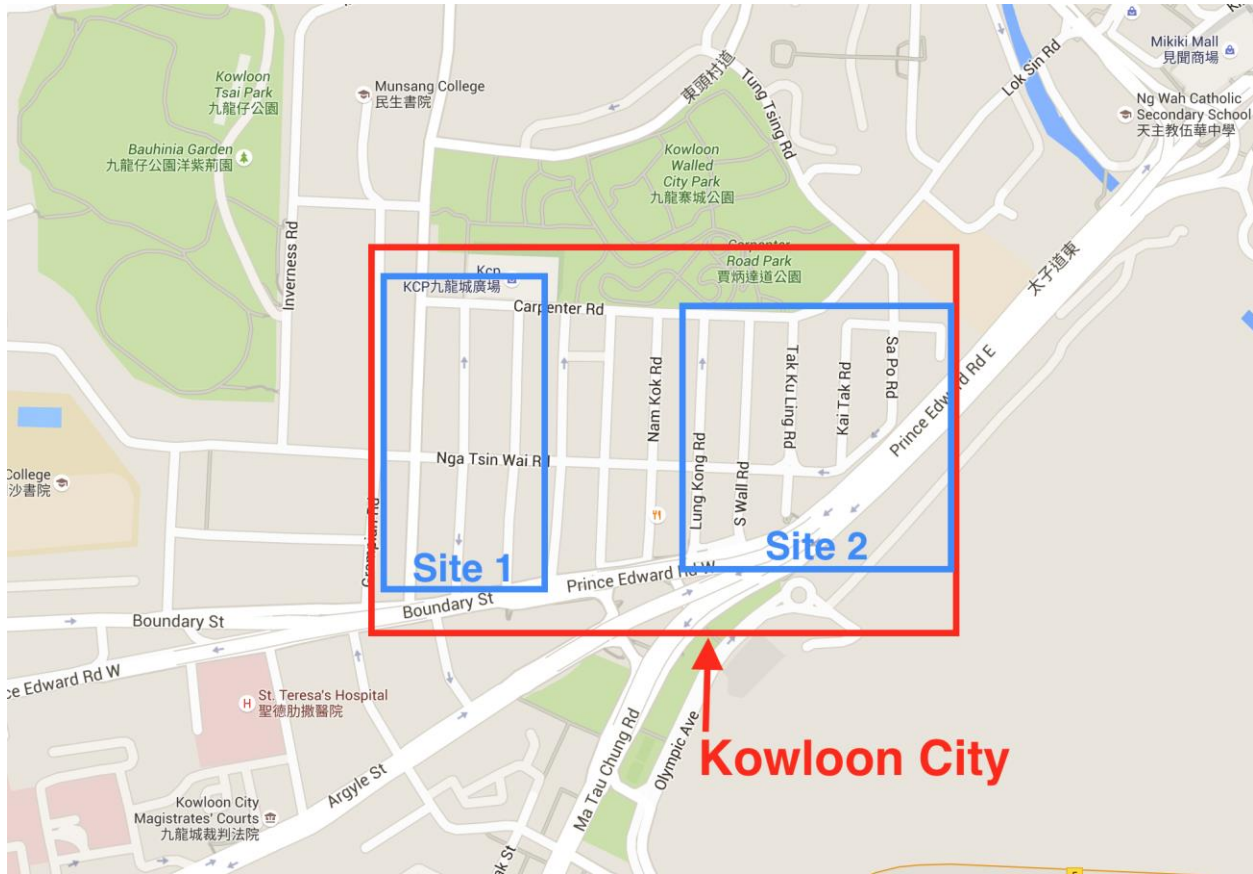 Kowloon
Tsai Park
九龍仔公園
Bauhinia Garden
九龍仔公園洋紫荊園
Munsang College
民生書院
東頭村道
Tung Tsing Rd
Lok Sin Rd
Mikiki Mall
見聞商場
Ng Wah Catholic
Secondary School
天主教伍華中學
Kowloon
Walled
City Park
九龍寨城公園
Inverness Rd
Carpenter
Road Park
賈炳達道公園
Kcp
KCP九龍城廣場
Carpenter Rd
太子道東
Prince Edward Rd E
Nam Kok Rd
Lung Kong Rd
S Wall Rd
Tak Ku Ling Rd
Kai Tak Rd
Sa Po Rd
Nga Tsin Wai Rd
College
沙書院
Grampian Rd
Site 1
Site 2
Prince Edward Rd W
Boundary St
Boundary St
ce Edward Rd W
St. Teresa's Hospital
聖德肋撒醫院
H
Kowloon City
Ma Tau Chung Rd
Olympic Ave
Argyle St
Kowloon City
Magistrates' Courts
九龍城裁判法院
ak St
5